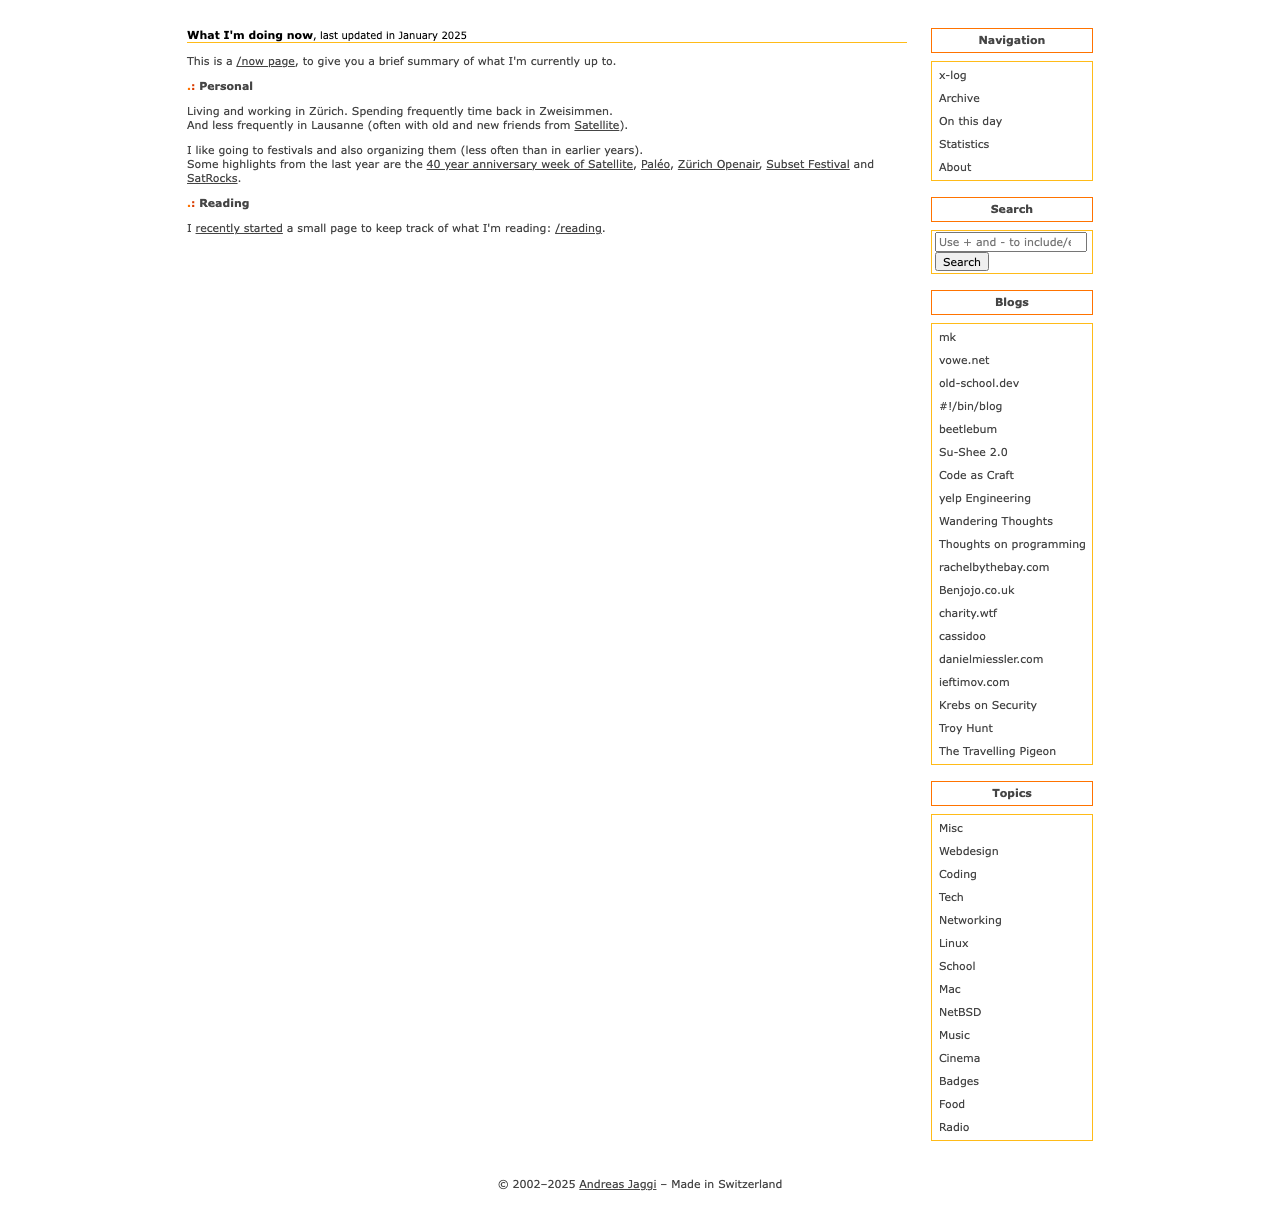 What I'm doing now, last updated in January 2025
This is a /now page, to give you a brief summary of what I'm currently up to.
.: Personal
Living and working in Zürich. Spending frequently time back in Zweisimmen.
And less frequently in Lausanne (often with old and new friends from Satellite).
I like going to festivals and also organizing them (less often than in earlier years).
Some highlights from the last year are the 40 year anniversary week of Satellite, Paléo, Zürich Openair, Subset Festival and
SatRocks.
.: Reading
I recently started a small page to keep track of what I'm reading: /reading.
Navigation
x-log
Archive
On this day
Statistics
About
Search
Use + and - to include/e
Search
Blogs
mk
vowe.net
old-school.dev
#!/bin/blog
beetlebum
Su-Shee 2.0
Code as Craft
yelp Engineering
Wandering Thoughts
Thoughts on programming
rachelbythebay.com
Benjojo.co.uk
charity.wtf
cassidoo
danielmiessler.com
ieftimov.com
Krebs on Security
Troy Hunt
The Travelling Pigeon
Topics
Misc
Webdesign
Coding
Tech
Networking
Linux
School
Mac
NetBSD
Music
Cinema
Badges
Food
Radio
© 2002–2025 Andreas Jaggi – Made in Switzerland